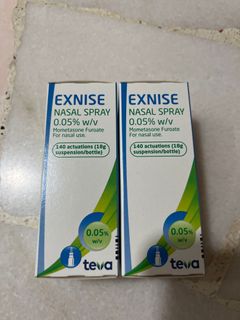 EXNISE
NASAL SPRAY
0.05% w/v
Mometasone Furoate
For nasal use.
140 actuations (18g
suspension/bottle)
0.05%
w/v
teva
EXNISE
NASAL SPRAY
0.05% w/v
Mometasone Furoate
For nasal use.
140 actuations (18g
suspension/bottle)
0.05%
w/v
teva